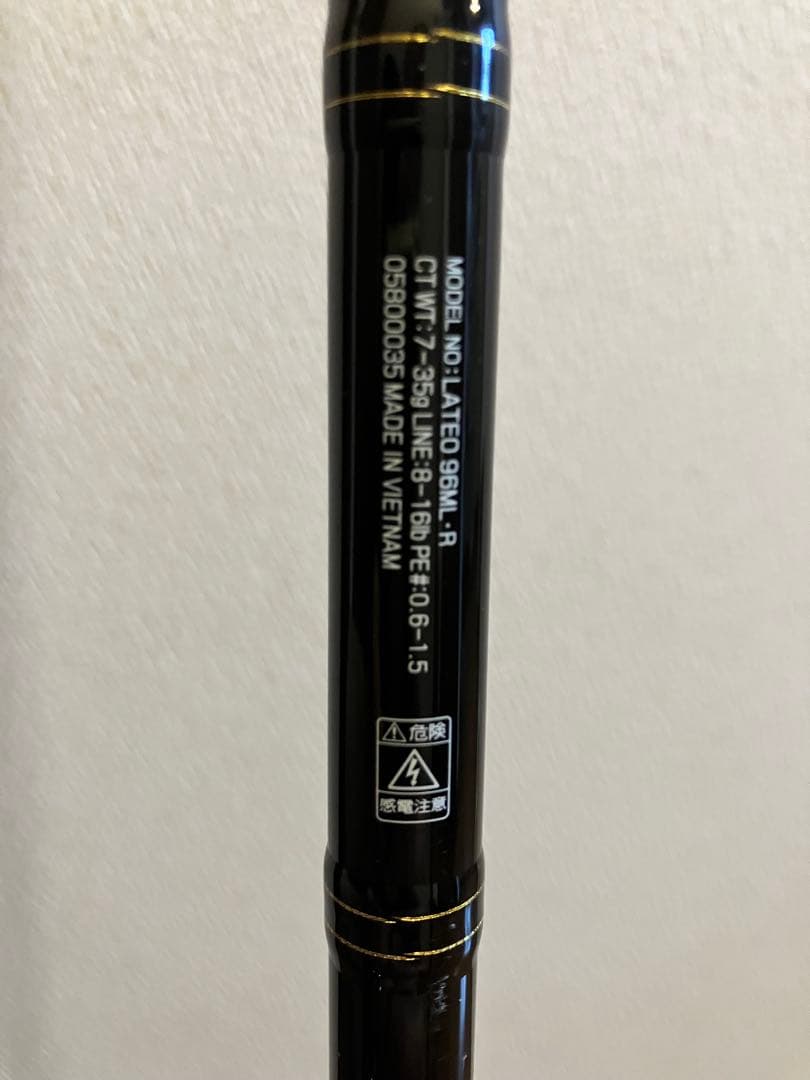 MODEL NO:LATEO 96ML・R
CT WT:7-35g LINE:8-16lb PE#:0.6-1.5
05800035 MADE IN VIETNAM
危険
感電注意